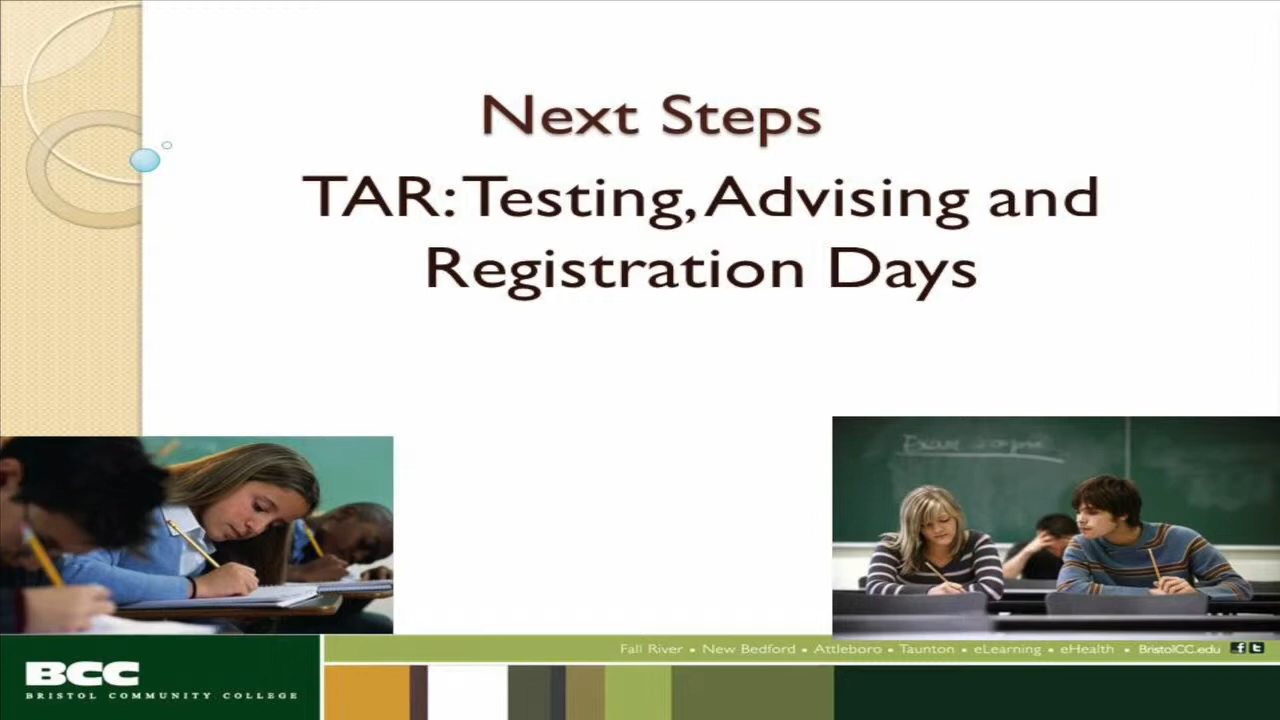 Next Steps
TAR: Testing, Advising and
Registration Days
Fall River • New Bedford • Attleboro • Taunton • eLearning • eHealth • BristolCC.edu
BCC
BRISTOL COMMUNITY COLLEGE